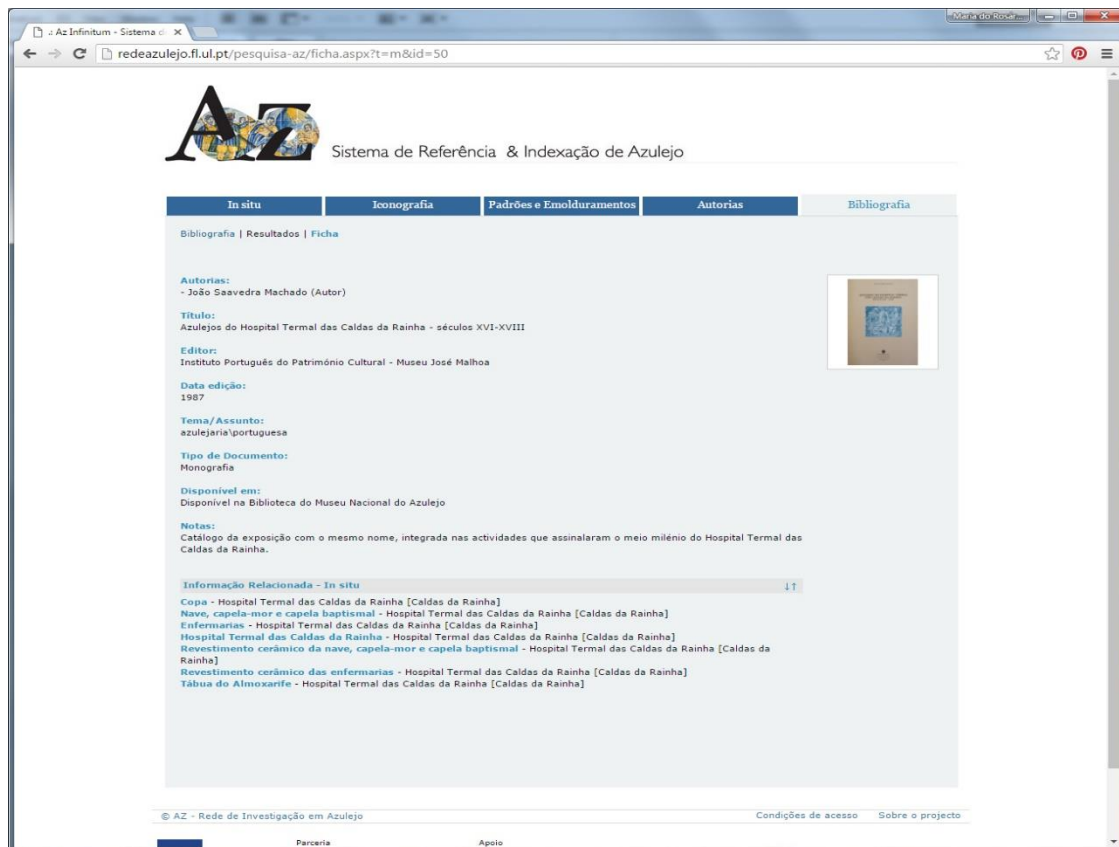 Maria do Rosár...
.: Az Infinitum - Sistema d
redeazulejo.fl.ul.pt/pesquisa-az/ficha.aspx?t=m&id=50
Az
Sistema de Referência & Indexação de Azulejo
In situ
Iconografia
Padrões e Emolduramentos
Autorias
Bibliografia
Bibliografia | Resultados | Ficha
Autorias:
- João Saavedra Machado (Autor)
Título:
Azulejos do Hospital Termal das Caldas da Rainha - séculos XVI-XVIII
Editor:
Instituto Português do Património Cultural - Museu José Malhoa
Data edição:
1987
Tema/Assunto:
azulejaria\portuguesa
Tipo de Documento:
Monografia
Disponível em:
Disponível na Biblioteca do Museu Nacional do Azulejo
Notas:
Catálogo da exposição com o mesmo nome, integrada nas actividades que assinalaram o meio milénio do Hospital Termal das
Caldas da Rainha.
Informação Relacionada - In situ
Copa - Hospital Termal das Caldas da Rainha [Caldas da Rainha]
Nave, capela-mor e capela baptismal - Hospital Termal das Caldas da Rainha [Caldas da Rainha]
Enfermarias - Hospital Termal das Caldas da Rainha [Caldas da Rainha]
Hospital Termal das Caldas da Rainha - Hospital Termal das Caldas da Rainha [Caldas da Rainha]
Revestimento cerâmico da nave, capela-mor e capela baptismal - Hospital Termal das Caldas da Rainha [Caldas da
Rainha]
Revestimento cerâmico das enfermarias - Hospital Termal das Caldas da Rainha [Caldas da Rainha]
Tábua do Almoxarife - Hospital Termal das Caldas da Rainha [Caldas da Rainha]
© AZ - Rede de Investigação em Azulejo
Condições de acesso
Sobre o projecto
Parceria
Apoio